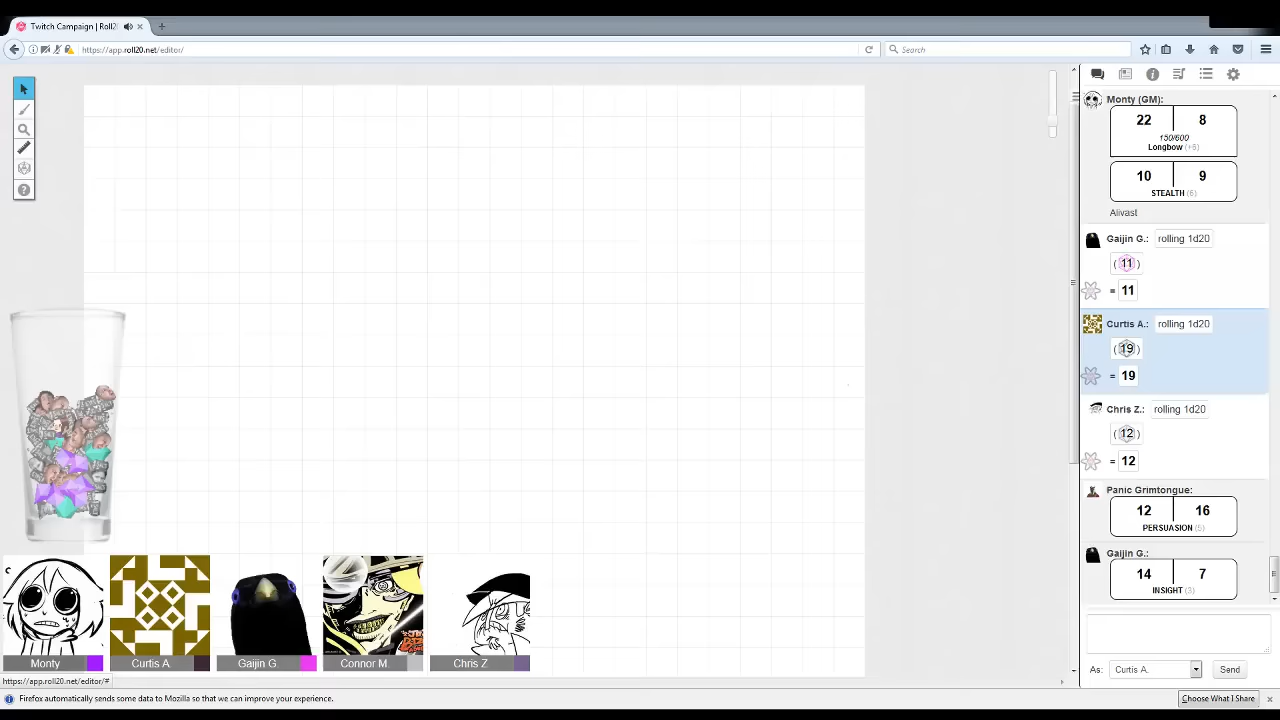 Twitch Campaign | Roll20
https://app.roll20.net/editor/
Search
Monty (GM):
22 8
150/600
Longbow (+6)
10 9
STEALTH (6)
Alivast
Gaijin G.: rolling 1d20
(11)
= 11
Curtis A.: rolling 1d20
(19)
= 19
Chris Z.: rolling 1d20
(12)
= 12
Panic Grimtongue:
12 16
PERSUASION (5)
Gaijin G.:
14 7
INSIGHT (3)
As: Curtis A. Send
Monty Curtis A. Gaijin G. Connor M. Chris Z
https://app.roll20.net/editor/#
Firefox automatically sends some data to Mozilla so that we can improve your experience. Choose What I Share